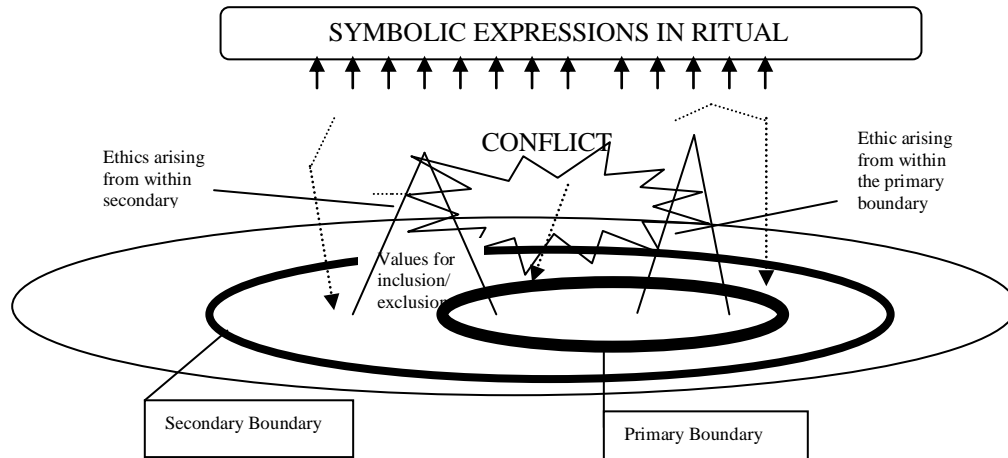 SYMBOLIC EXPRESSIONS IN RITUAL
CONFLICT
Ethics arising
from within
secondary
Ethic arising
from within
the primary
boundary
Values for
inclusion/
exclusion
Secondary Boundary
Primary Boundary